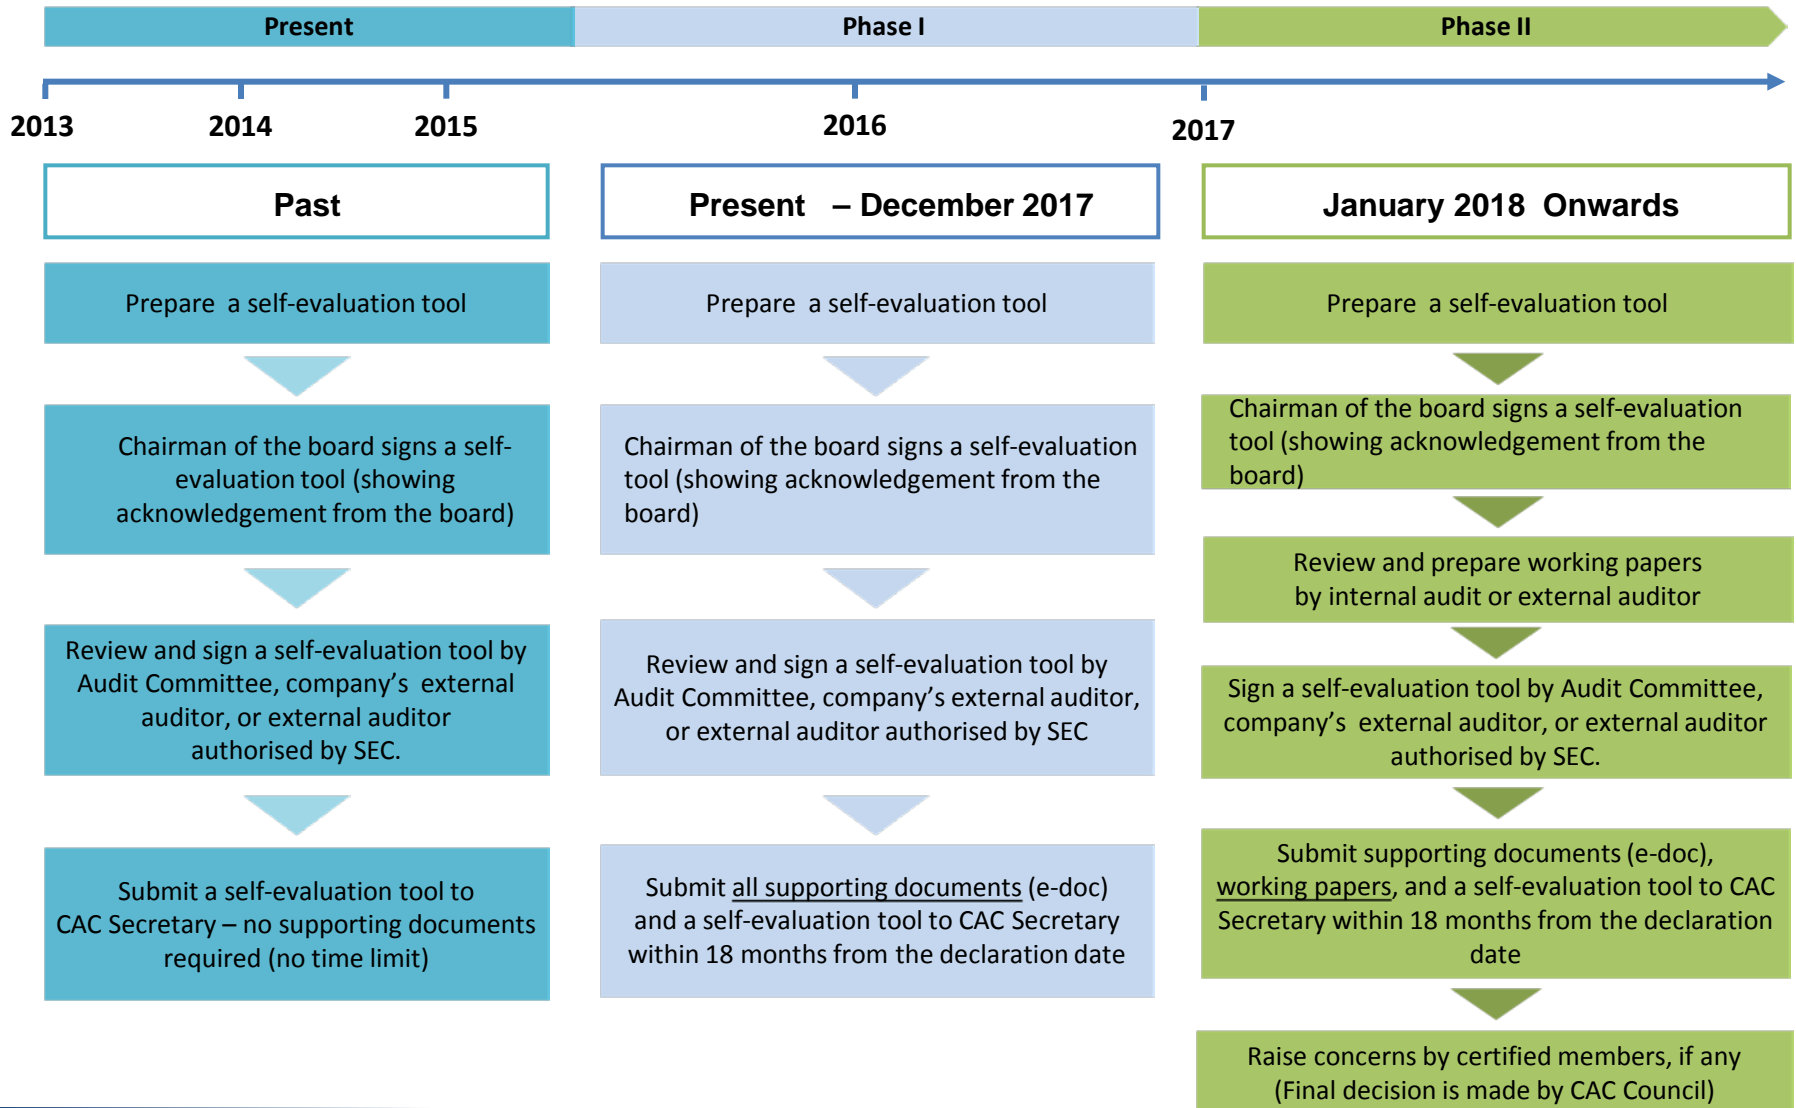 Present
Phase I
Phase II
2013
2014
2015
2016
2017
Past
Prepare a self-evaluation tool
Chairman of the board signs a self-
evaluation tool (showing
acknowledgement from the board)
Review and sign a self-evaluation tool by
Audit Committee, company’s external
auditor, or external auditor
authorised by SEC.
Submit a self-evaluation tool to
CAC Secretary – no supporting documents
required (no time limit)
Present – December 2017
Prepare a self-evaluation tool
Chairman of the board signs a self-evaluation
tool (showing acknowledgement from the
board)
Review and sign a self-evaluation tool by
Audit Committee, company’s external auditor,
or external auditor authorised by SEC
Submit all supporting documents (e-doc)
and a self-evaluation tool to CAC Secretary
within 18 months from the declaration date
January 2018 Onwards
Prepare a self-evaluation tool
Chairman of the board signs a self-evaluation
tool (showing acknowledgement from the
board)
Review and prepare working papers
by internal audit or external auditor
Sign a self-evaluation tool by Audit Committee,
company’s external auditor, or external auditor
authorised by SEC.
Submit supporting documents (e-doc),
working papers, and a self-evaluation tool to CAC
Secretary within 18 months from the declaration
date
Raise concerns by certified members, if any
(Final decision is made by CAC Council)